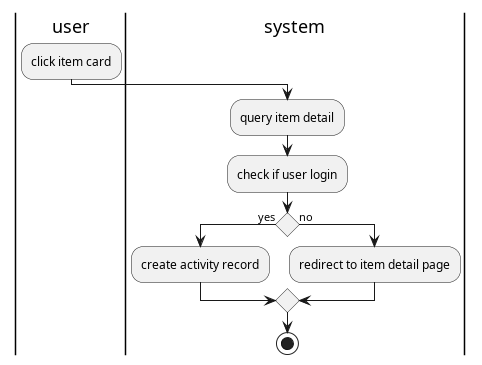 user
system
click item card
query item detail
check if user login
yes
no
create activity record
redirect to item detail page